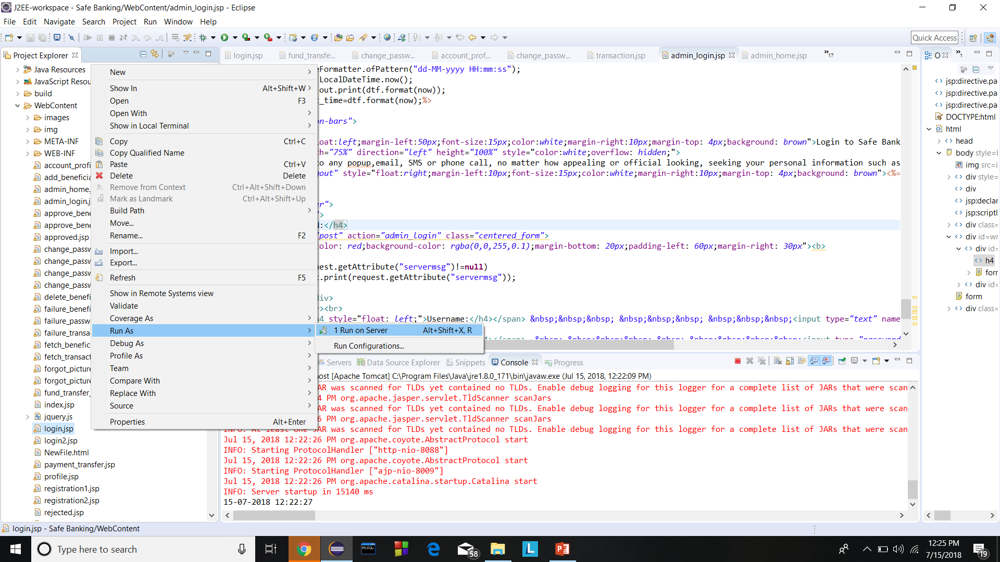 J2EE-workspace - Safe Banking/WebContent/admin_login.jsp - Eclipse
File Edit Navigate Search Project Run Window Help
Quick Access
Project Explorer
Java Resources
JavaScript Resou
build
WebContent
images
img
META-INF
WEB-INF
account_profi
add_beneficia
admin_home.
admin_login.j
approve_bene
approve_bene
approved.jsp
change_passw
change_passw
change_passw
change_passw
delete_benefi
failure_benefi
failure_passw
failure_transa
fetch_benefic
fetch_transact
forgot_picture
forgot_picture
fund_transfer_
index.jsp
jquery.js
login.jsp
login2.jsp
NewFile.html
payment_transfer.jsp
profile.jsp
registration1.jsp
registration2.jsp
rejected.jsp
New
Show In Alt+Shift+W
Open F3
Open With
Show in Local Terminal
Copy Ctrl+C
Copy Qualified Name
Paste Ctrl+V
Delete Delete
Remove from Context Ctrl+Alt+Shift+Down
Mark as Landmark Ctrl+Alt+Shift+Up
Build Path
Move...
Rename... F2
Import...
Export...
Refresh F5
Show in Remote Systems view
Validate
Coverage As
Run As
Debug As
Profile As
Team
Compare With
Replace With
Source
Properties Alt+Enter
1 Run on Server Alt+Shift+X, R
Run Configurations...
login.jsp fund_transfe... change_passw... account_prof... change_passw... transaction.jsp admin_login.jsp admin_home.jsp »17
eFormatter.ofPattern("dd-MM-yyyy HH:mm:ss");
LocalDateTime.now();
out.print(dtf.format(now));
t_time=dtf.format(now);%>
on-bars">
loat:left;margin-left:50px;font-size:15px;color:white;margin-right:10px;margin-top: 4px;background: brown">Login to Safe Bank
th="75%" direction="left" height="100%" style="color:white;overflow: hidden;">
to any popup,email, SMS or phone call, no matter how appealing or official looking, seeking your personal information such as
gout" style="float:right;margin-left:10px;font-size:15px;color:white;margin-right:10px;margin-top: 4px;background: brown"><%=
er">
">
N:</h4>
"post" action="admin_login" class="centered_form">
color: red;background-color: rgba(0,0,255,0.1);margin-bottom: 20px;padding-left: 60px;margin-right: 30px"><b>
uest.getAttribute("servermsg")!=null)
t.print(request.getAttribute("servermsg"));
div>
r><br>
h4 style="float: left;">Username:</h4></span> &nbsp;&nbsp;&nbsp; &nbsp;&nbsp;&nbsp; &nbsp;&nbsp;&nbsp;<input type="text" name
Servers Data Source Explorer Snippets Console Progress
ost [Apache Tomcat] C:\Program Files\Java\jre1.8.0_171\bin\javaw.exe (Jul 15, 2018, 12:22:09 PM)
AR was scanned for TLDs yet contained no TLDs. Enable debug logging for this logger for a complete list of JARs that were scan
4 PM org.apache.jasper.servlet.TldScanner scanJars
AR was scanned for TLDs yet contained no TLDs. Enable debug logging for this logger for a complete list of JARs that were scan
6 PM org.apache.jasper.servlet.TldScanner scanJars
INFO: At least one JAR was scanned for TLDs yet contained no TLDs. Enable debug logging for this logger for a complete list of JARs that were scan
Jul 15, 2018 12:22:26 PM org.apache.coyote.AbstractProtocol start
INFO: Starting ProtocolHandler ["http-nio-8088"]
Jul 15, 2018 12:22:26 PM org.apache.coyote.AbstractProtocol start
INFO: Starting ProtocolHandler ["ajp-nio-8009"]
Jul 15, 2018 12:22:26 PM org.apache.catalina.startup.Catalina start
INFO: Server startup in 15140 ms
15-07-2018 12:22:27
O »1
jsp:directive.pa
jsp:directive.pa
jsp:directive.pa
DOCTYPE:html
html
head
body style=
img src=i
div style=
div
jsp:declar
jsp:scriptl
div class=
div id=wr
div id=
h4
forr
div id=
form
div class=
login.jsp - Safe Banking/WebContent
Type here to search
MySQL
58
L
12:25 PM
7/15/2018
19